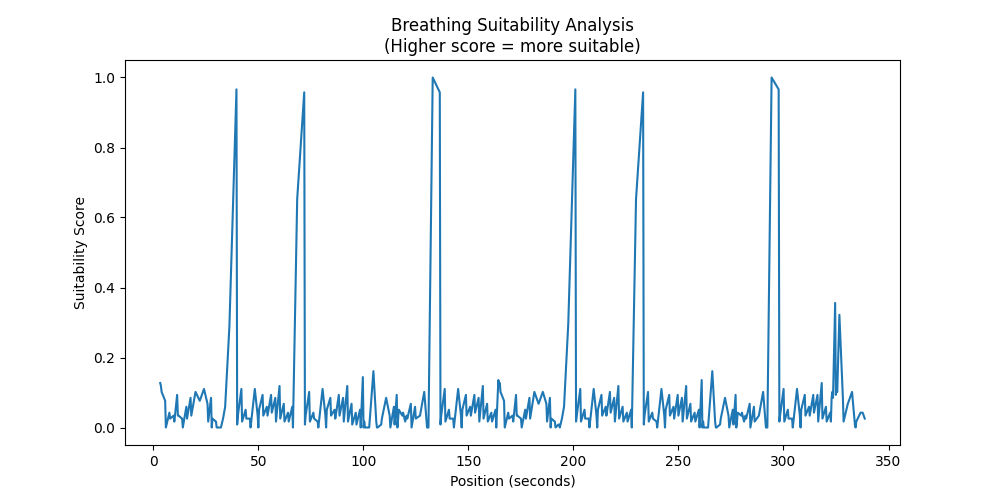 Breathing Suitability Analysis
(Higher score = more suitable)
Suitability Score
1.0
0.8
0.6
0.4
0.2
0.0
0 50 100 150 200 250 300 350
Position (seconds)